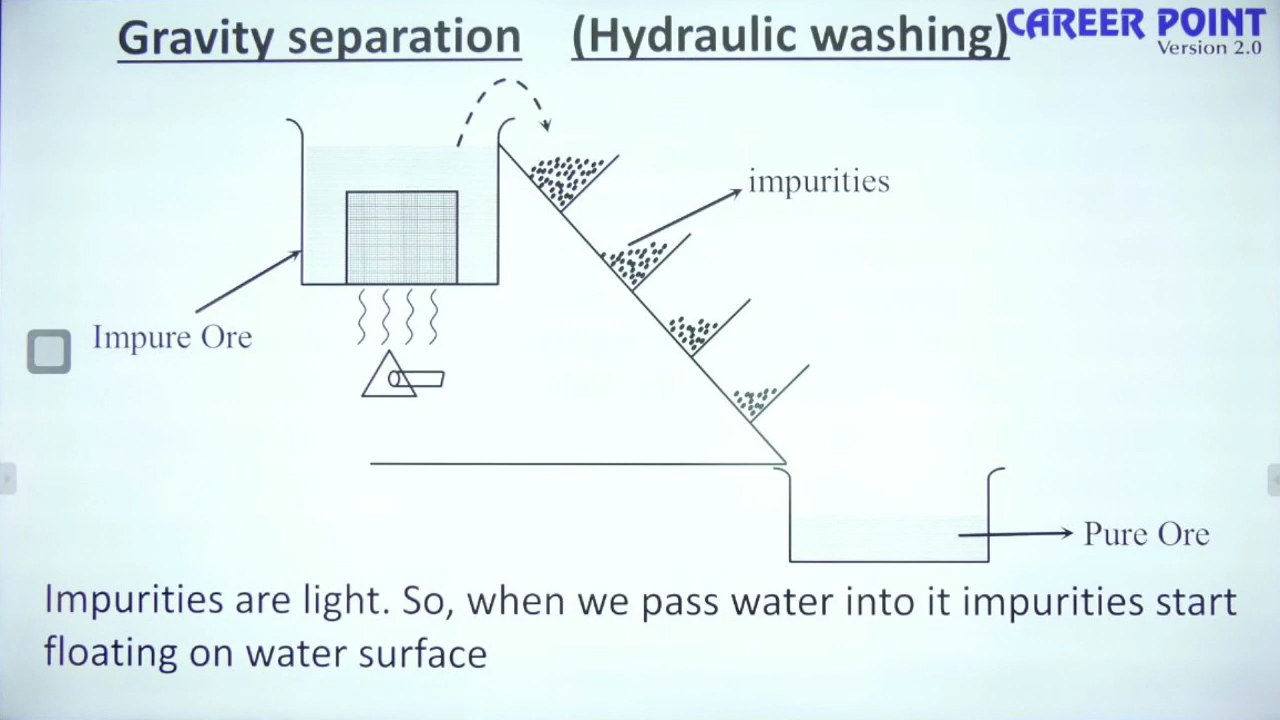 Gravity separation (Hydraulic washing)
CAREER POINT
Version 2.0
impurities
Impure Ore
Pure Ore
Impurities are light. So, when we pass water into it impurities start
floating on water surface